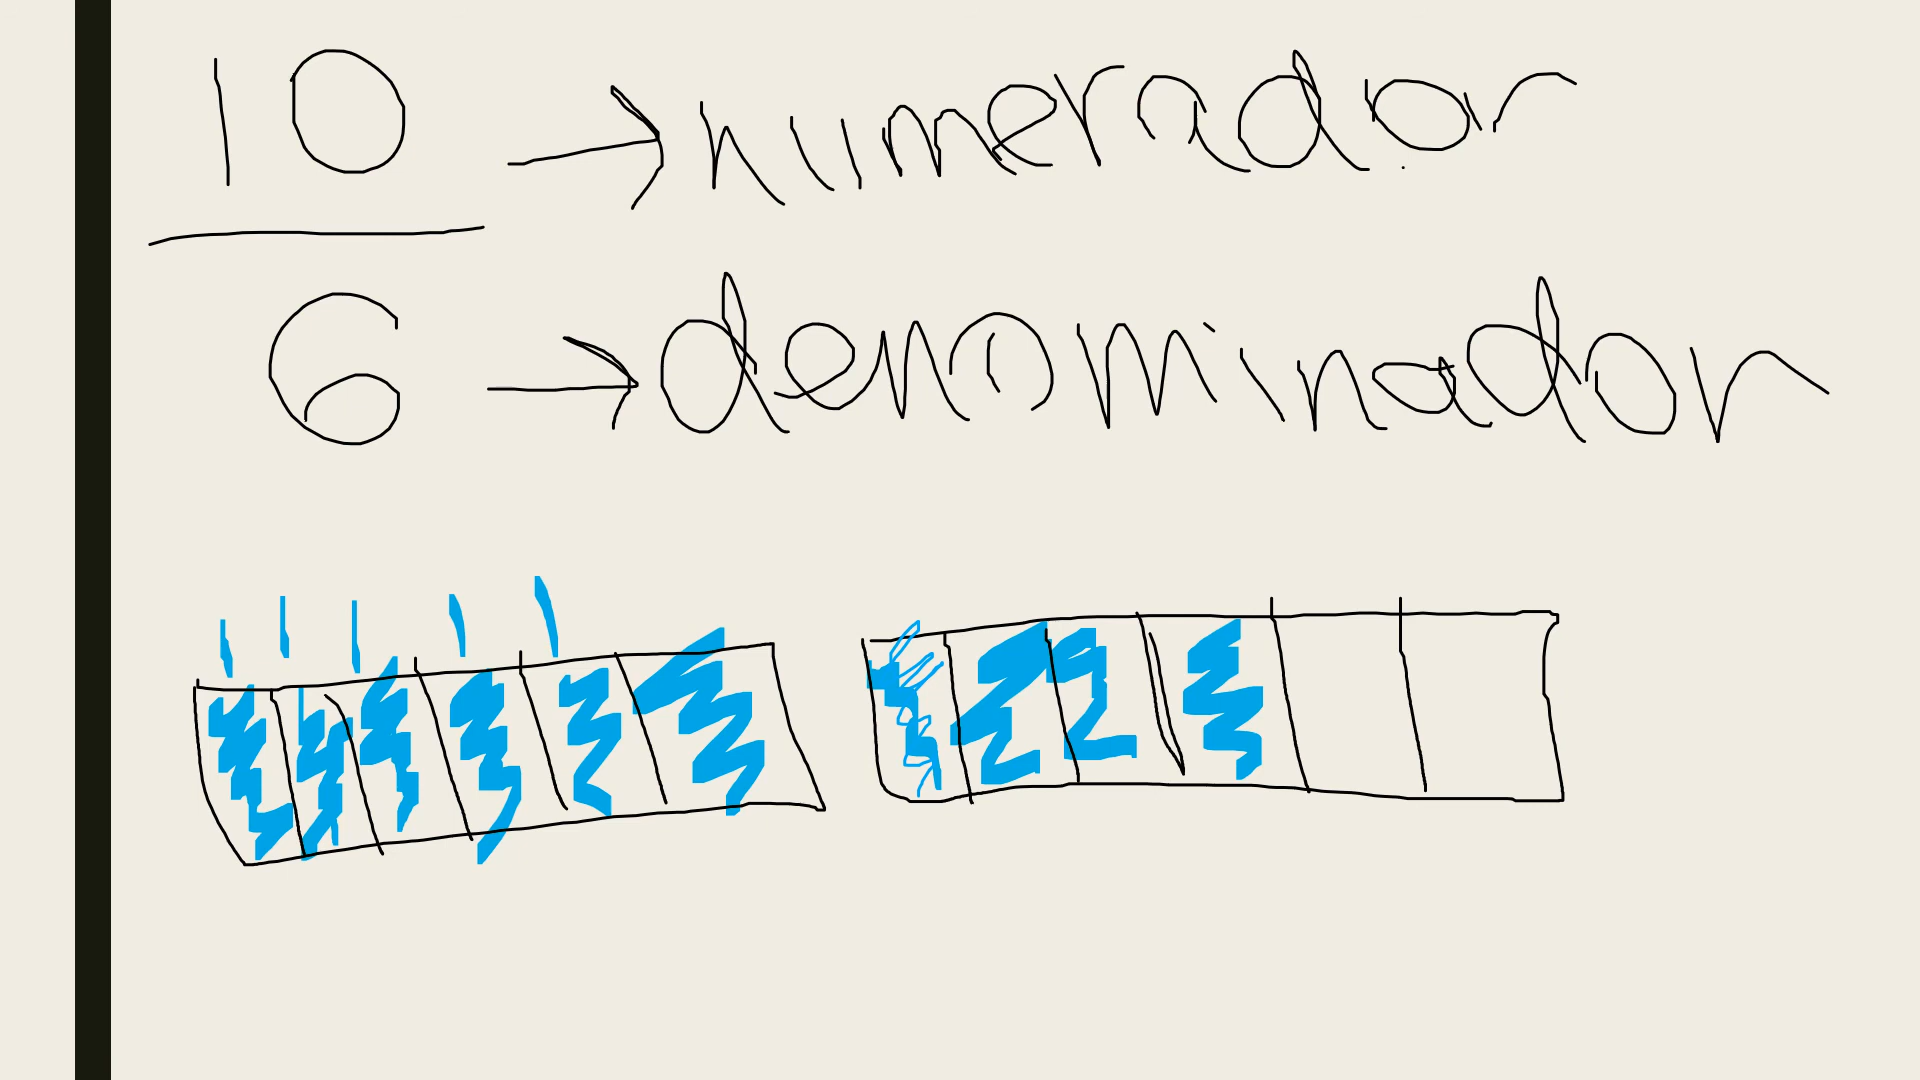 10 → numerador
6 → denominador